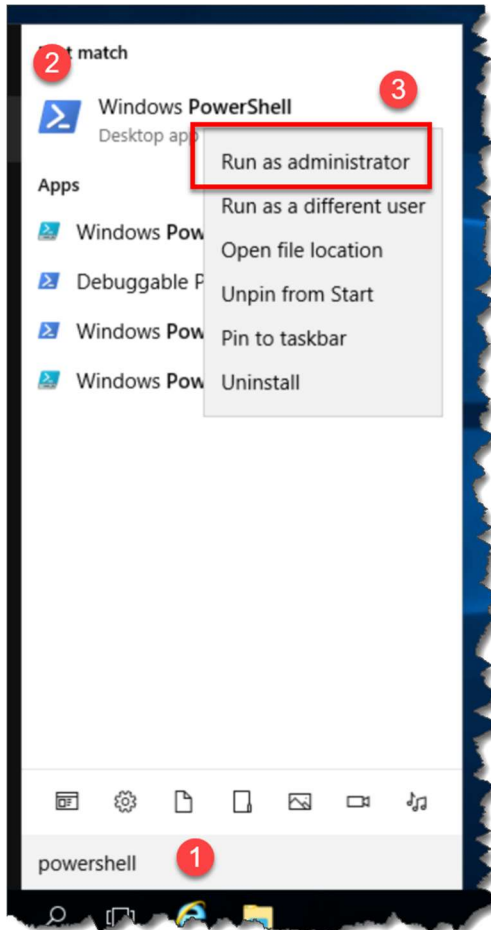 match
2
3
Windows PowerShell
Desktop app
Run as administrator
Apps
Run as a different user
Windows Pow
Open file location
Debuggable P
Unpin from Start
Windows Pow
Pin to taskbar
Windows Pow
Uninstall
powershell
1